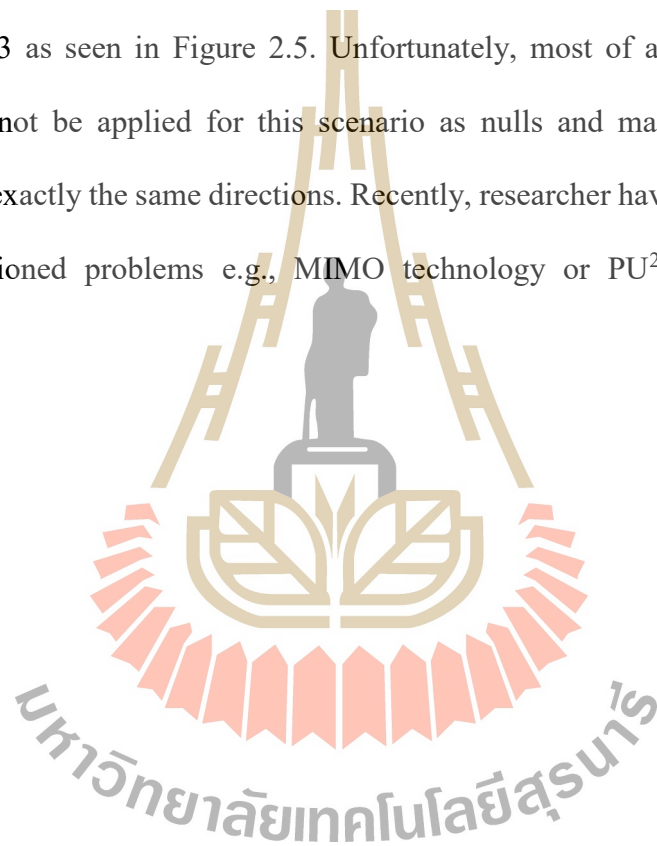 3 as seen in Figure 2.5. Unfortunately, most of a
not be applied for this scenario as nulls and ma
exactly the same directions. Recently, researcher hav
ioned problems e.g., MIMO technology or PU²
มหาวิทยาลัยเทคโนโลยีสุรนารี